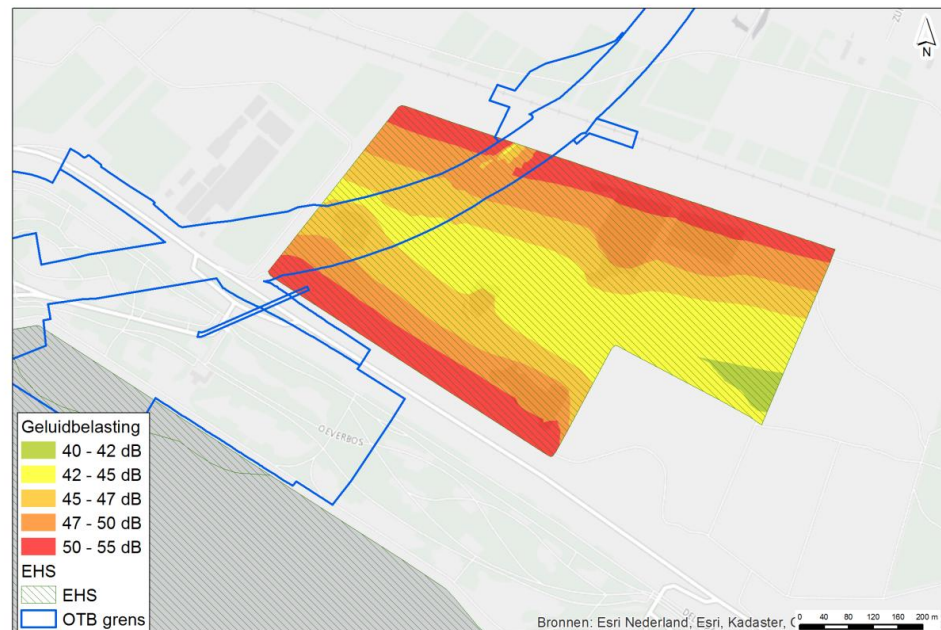 N
OEVERBOS
Geluidbelasting
40 - 42 dB
42 - 45 dB
45 - 47 dB
47 - 50 dB
50 - 55 dB
EHS
EHS
OTB grens
Bronnen: Esri Nederland, Esri, Kadaster,
0 40 80 120 160 200 m